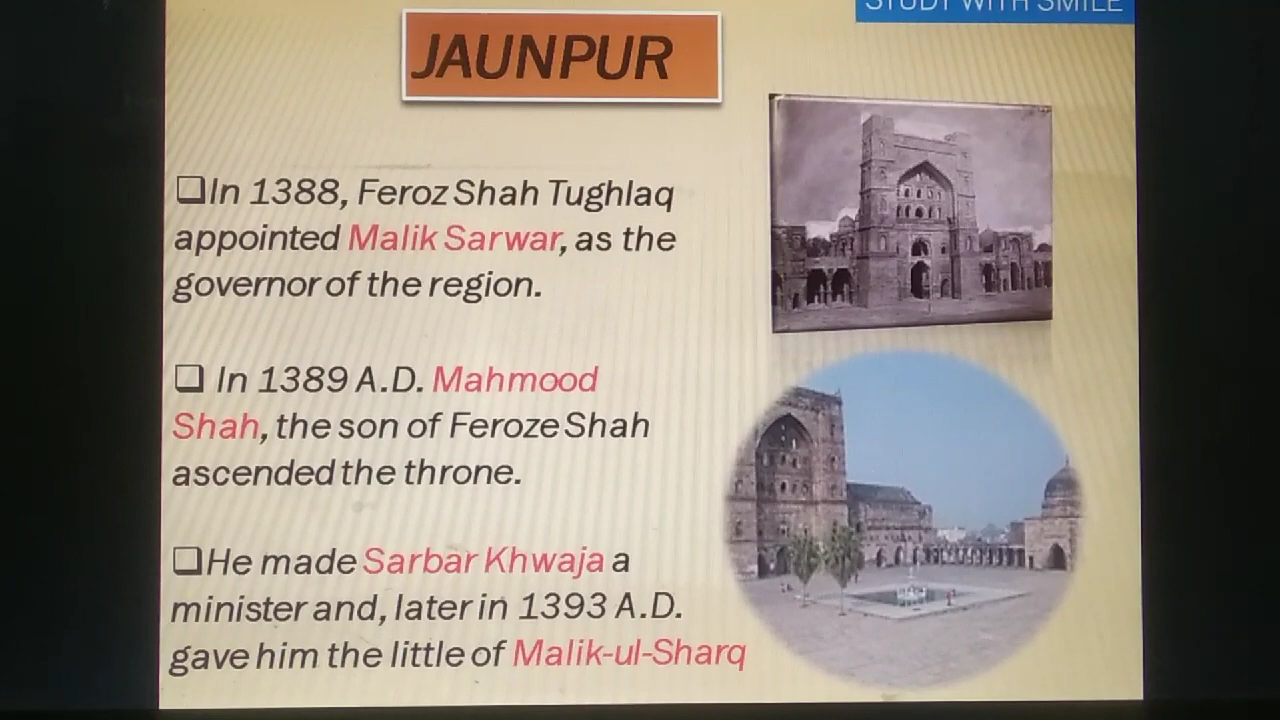 STUDY WITH SMILE
JAUNPUR
❑In 1388, Feroz Shah Tughlaq
appointed Malik Sarwar, as the
governor of the region.
❑ In 1389 A.D. Mahmood
Shah, the son of Feroze Shah
ascended the throne.
❑He made Sarbar Khwaja a
minister and, later in 1393 A.D.
gave him the little of Malik-ul-Sharq